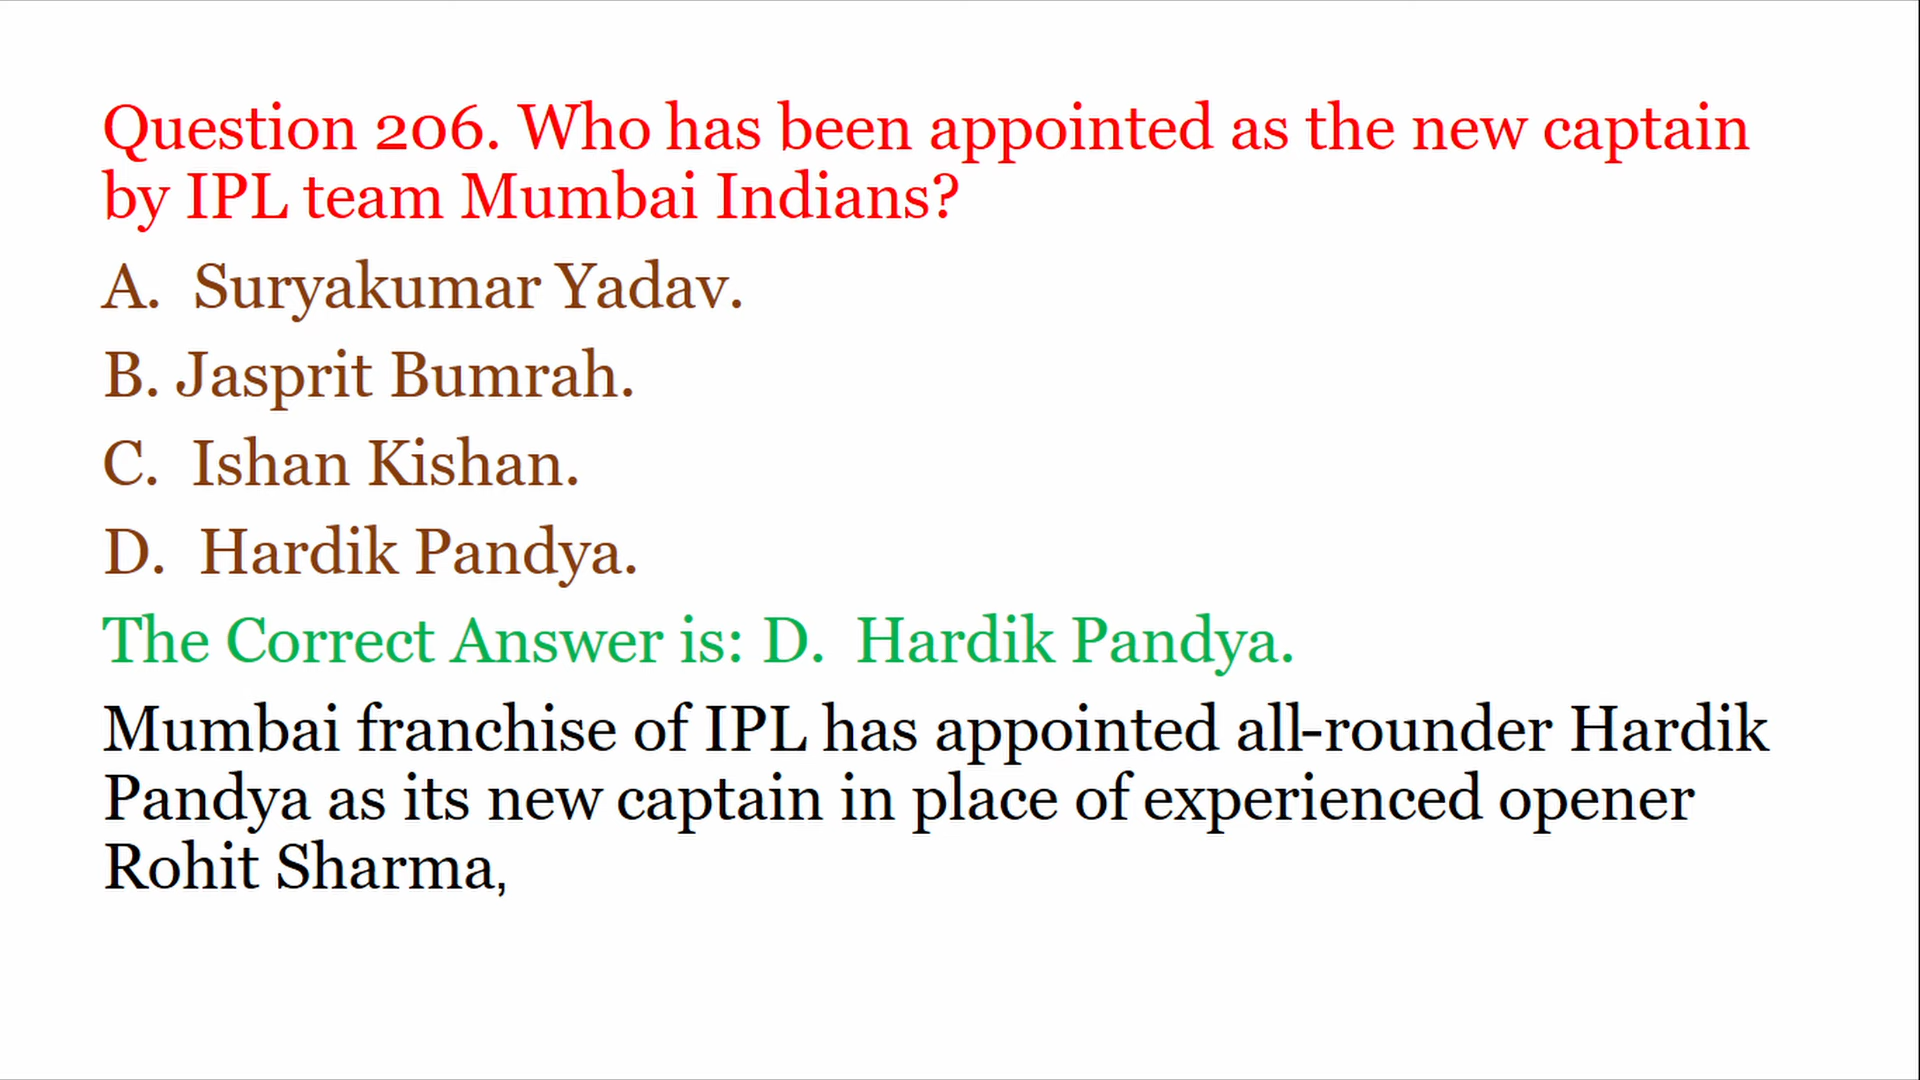 Question 206. Who has been appointed as the new captain
by IPL team Mumbai Indians?
A.  Suryakumar Yadav.
B. Jasprit Bumrah.
C.  Ishan Kishan.
D.  Hardik Pandya.
The Correct Answer is: D.  Hardik Pandya.
Mumbai franchise of IPL has appointed all-rounder Hardik
Pandya as its new captain in place of experienced opener
Rohit Sharma,